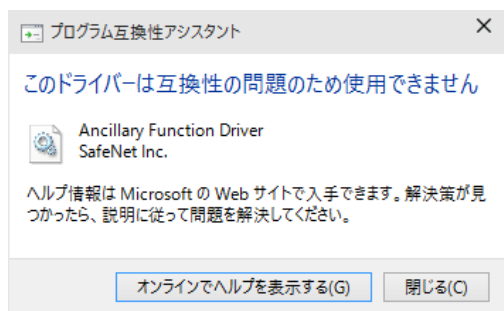 プログラム互換性アシスタント
このドライバーは互換性の問題のため使用できません
Ancillary Function Driver
SafeNet Inc.
ヘルプ情報は Microsoft の Web サイトで入手できます。解決策が見
つかったら、説明に従って問題を解決してください。
オンラインでヘルプを表示する(G)
閉じる(C)